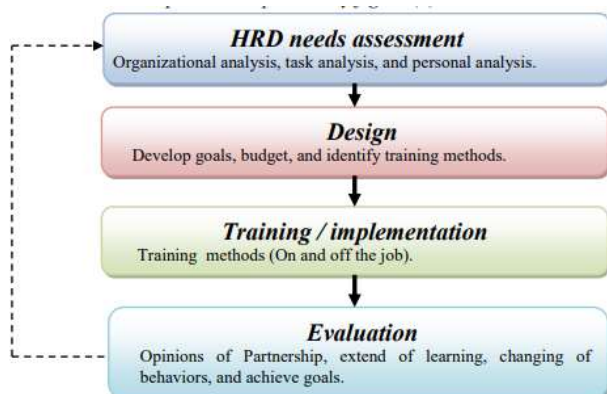 HRD needs assessment
Organizational analysis, task analysis, and personal analysis.
Design
Develop goals, budget, and identify training methods.
Training / implementation
Training methods (On and off the job).
Evaluation
Opinions of Partnership, extend of learning, changing of
behaviors, and achieve goals.